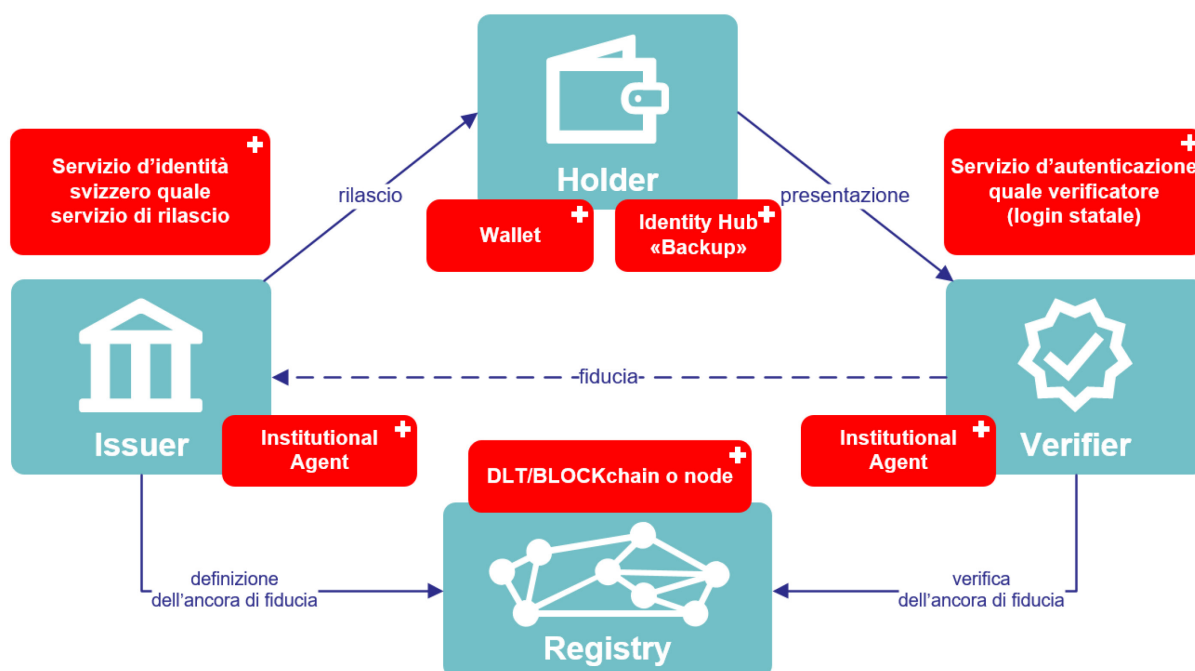 Servizio d’identità
svizzero quale
servizio di rilascio
rilascio
Holder
Wallet
Identity Hub
«Backup»
presentazione
Servizio d’autenticazione
quale verificatore
(login statale)
Issuer
Institutional
Agent
fiducia
Verifier
Institutional
Agent
DLT/BLOCKchain o node
definizione
dell’ancora di fiducia
Registry
verifica
dell’ancora di fiducia